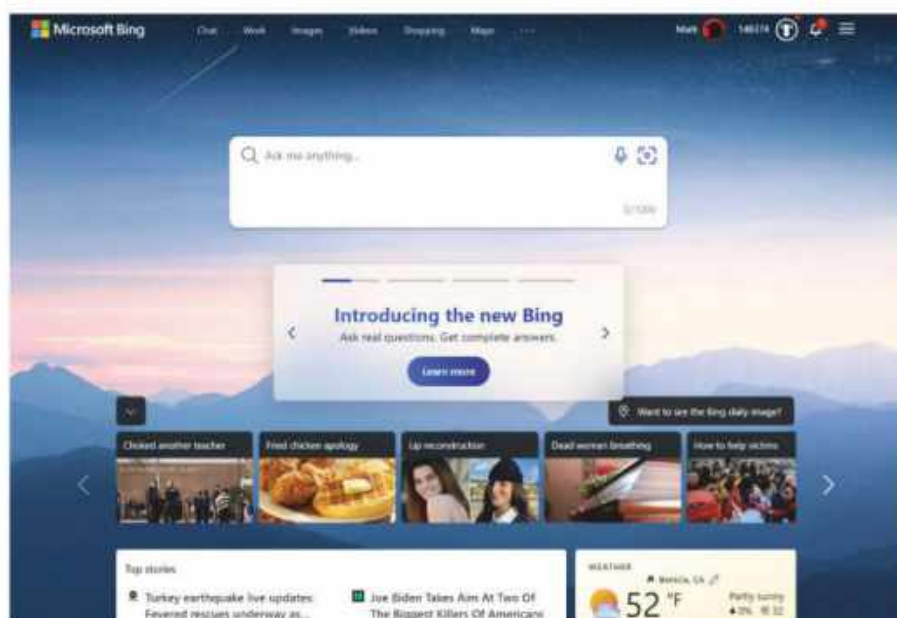 Microsoft Bing
Chat Work Images Videos Shopping Maps ...
Matt 146374
Ask me anything...
0/1000
Introducing the new Bing
Ask real questions. Get complete answers.
Learn more
Want to see the Bing daily image?
Choked another teacher
Fried chicken apology
Lip reconstruction
Dead woman breathing
How to help victims
Top stories
Turkey earthquake live updates:
Fevered rescues underway as...
Joe Biden Takes Aim At Two Of
The Biggest Killers Of Americans
WEATHER
Benicia, CA
52 °F
Partly sunny